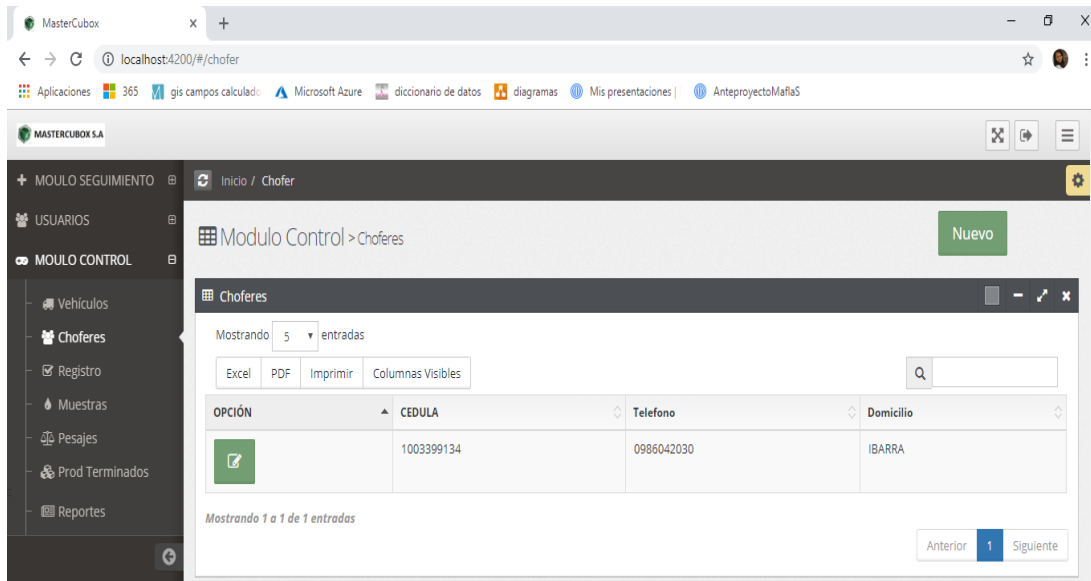 MasterCubox
localhost:4200/#/chofer
Aplicaciones 365 gis campos calculado Microsoft Azure diccionario de datos diagramas Mis presentaciones | AnteproyectoMaflaS
MASTERCUBOX S.A
MOULO SEGUIMIENTO
Inicio / Chofer
USUARIOS
Modulo Control > Choferes
Nuevo
MOULO CONTROL
Vehículos
Choferes
Registro
Muestras
Pesajes
Prod Terminados
Reportes
Choferes
Mostrando 5 entradas
Excel PDF Imprimir Columnas Visibles
OPCIÓN CEDULA Telefono Domicilio
1003399134 0986042030 IBARRA
Mostrando 1 a 1 de 1 entradas
Anterior 1 Siguiente